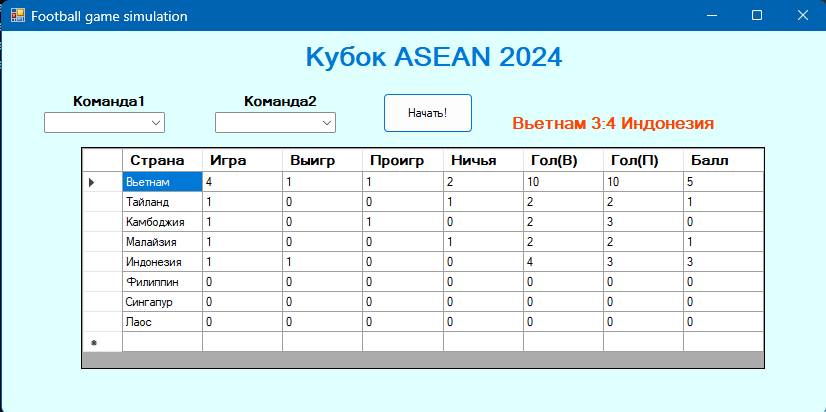 Football game simulation
Кубок ASEAN 2024
Команда1 Команда2 Начать!
Вьетнам 3:4 Индонезия
Страна Игра Выигр Проигр Ничья Гол(В) Гол(П) Балл
Вьетнам 4 1 1 2 10 10 5
Тайланд 1 0 0 1 2 2 1
Камбоджия 1 0 1 0 2 3 0
Малайзия 1 0 0 1 2 2 1
Индонезия 1 1 0 0 4 3 3
Филиппин 0 0 0 0 0 0 0
Сингапур 0 0 0 0 0 0 0
Лаос 0 0 0 0 0 0 0